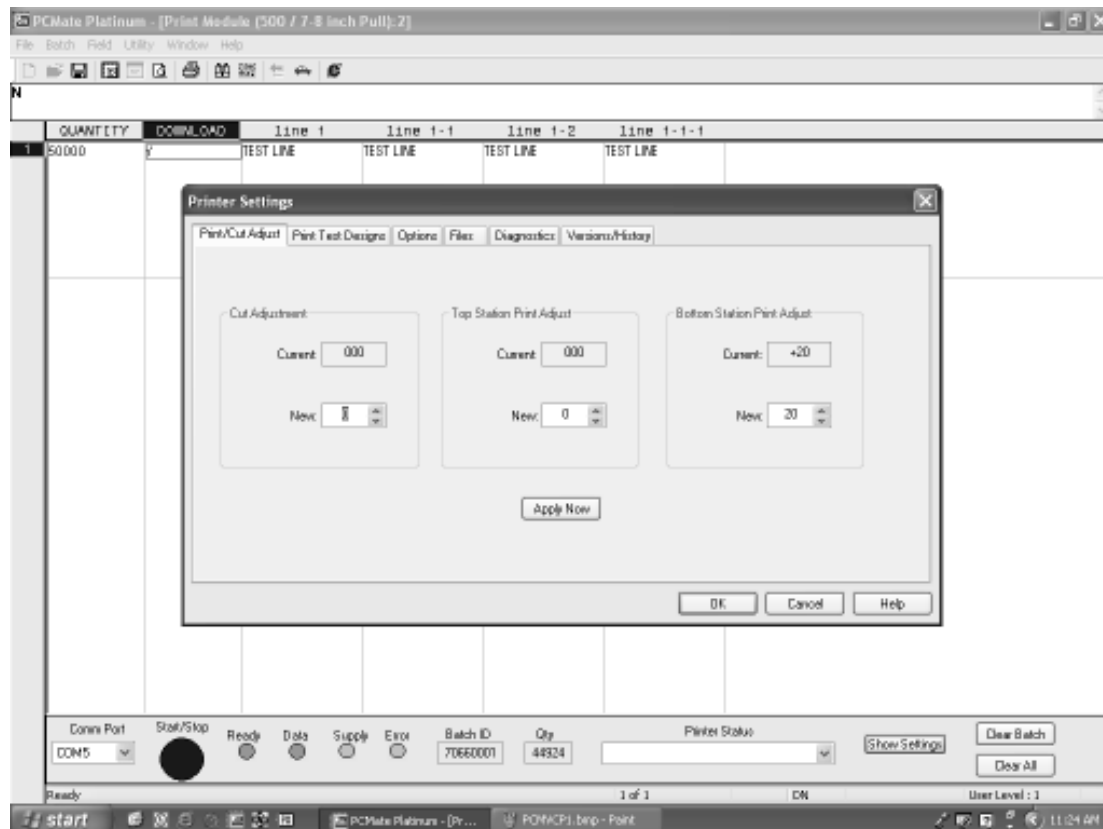 PCMate Platinum - [Print Module (500 / 7-8 inch Pull):2]
File Batch Field Utility Window Help
N
QUANTITY DOWNLOAD line 1 line 1-1 line 1-2 line 1-1-1
1 50000 TEST LINE TEST LINE TEST LINE TEST LINE
Printer Settings
Print/Cut Adjust Print Test Designs Options Files Diagnostics Versions/History
Cut Adjustment Top Station Print Adjust Bottom Station Print Adjust
Current: 000 Current: 000 Current: +20
New: New: 0 New: 20
Apply Now
OK Cancel Help
Comm Port Start/Stop Ready Data Supply Error Batch ID Qty Printer Status
COM5 70660001 44924 Show Settings Clear Batch
Clear All
Ready 1 of 1 DN User Level : 1
start PCMate Platinum - [Pr... PCMVCP1.bmp - Paint 11:24 AM